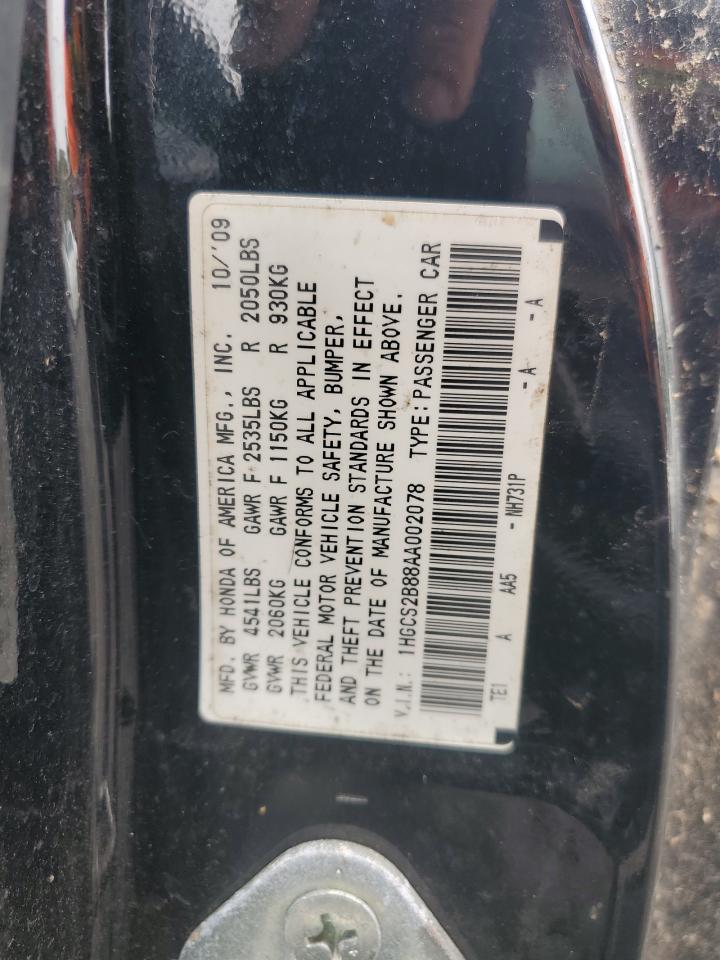 MFD. BY HONDA OF AMERICA MFG., INC. 10/'09
GVWR 4541LBS GAWR F 2535LBS R 2050LBS
GVWR 2060KG GAWR F 1150KG R 930KG
THIS VEHICLE CONFORMS TO ALL APPLICABLE
FEDERAL MOTOR VEHICLE SAFETY, BUMPER,
AND THEFT PREVENTION STANDARDS IN EFFECT
ON THE DATE OF MANUFACTURE SHOWN ABOVE.
V.I.N.: 1HGCS2B88AA002078 TYPE:PASSENGER CAR
TE1 A AA5 - NH731P - A - A